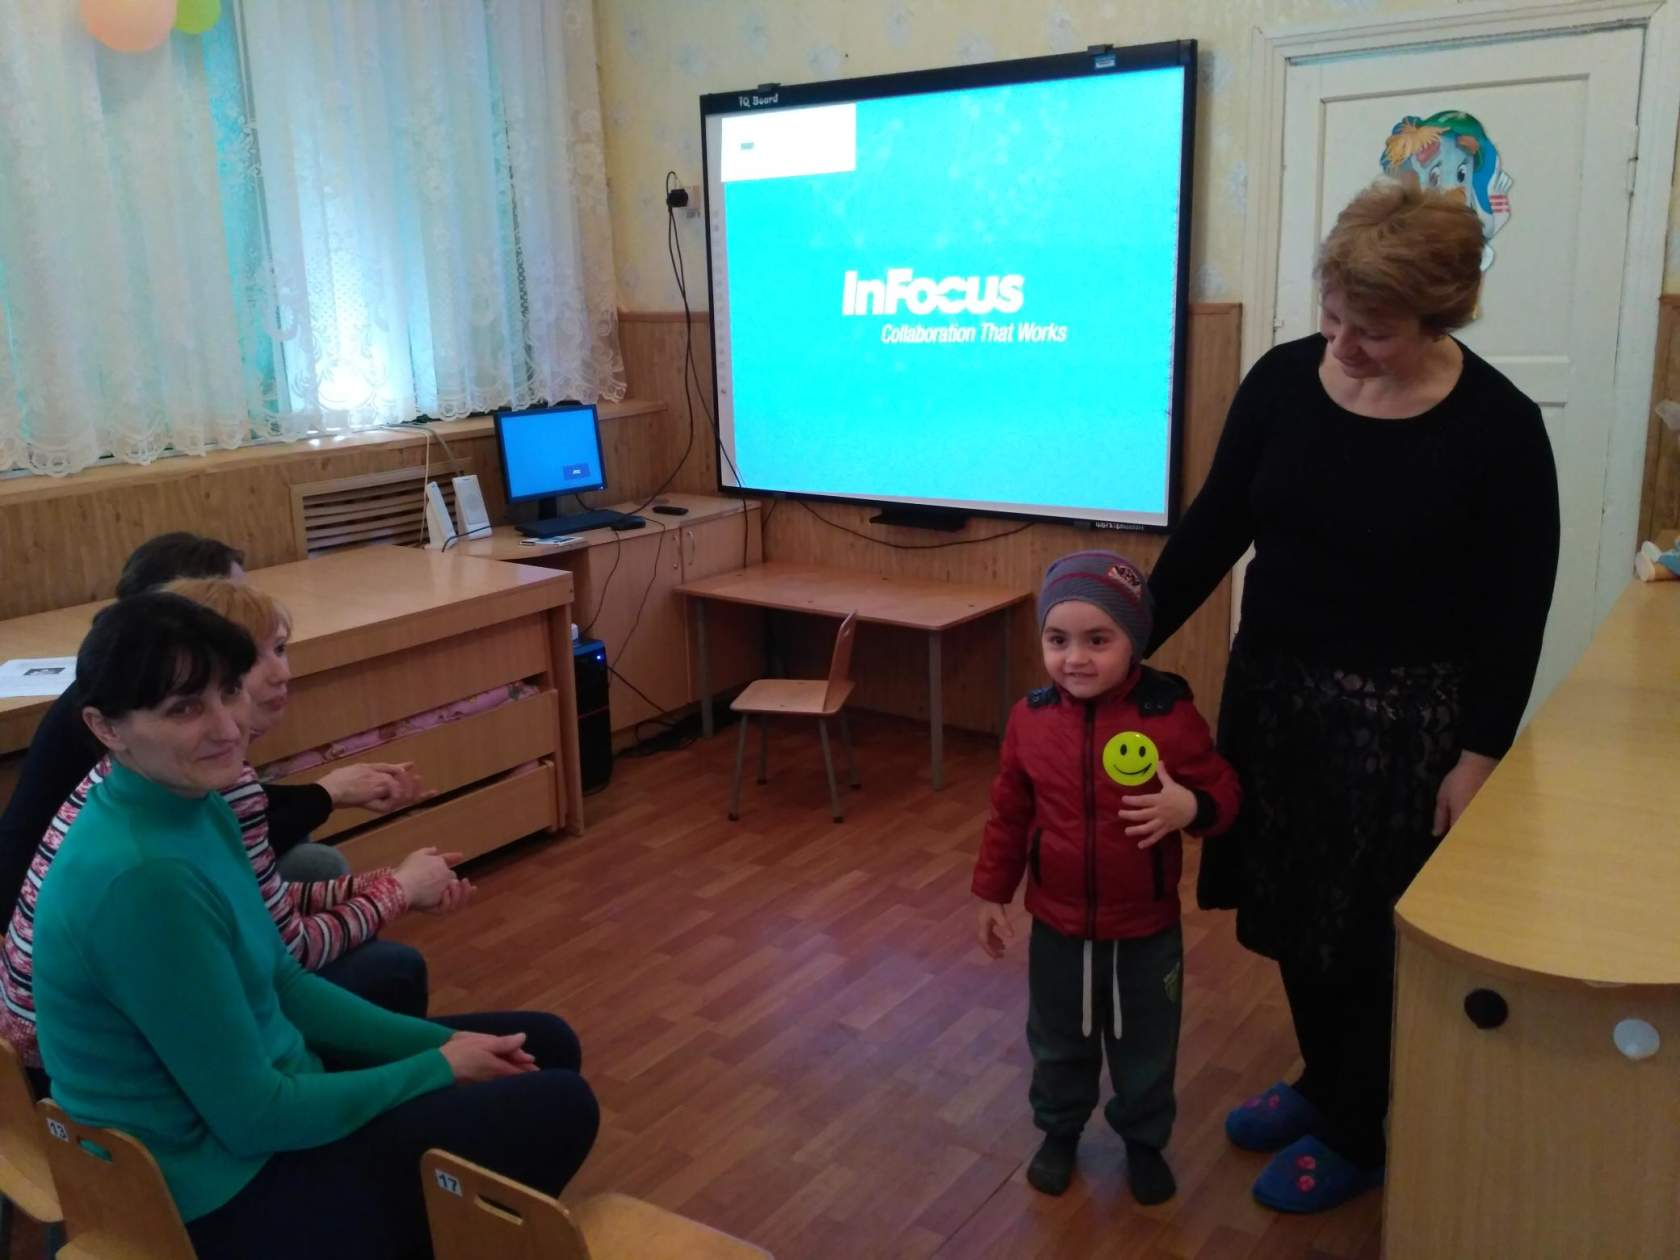 IQ Board
InFocus
Collaboration That Works
13
17